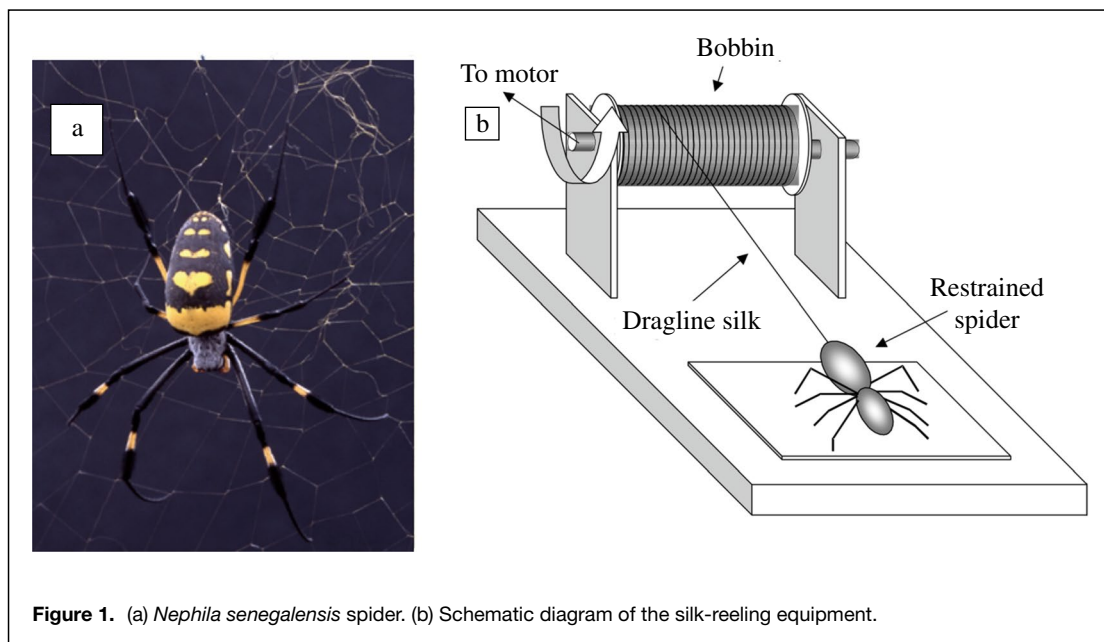 a
b
To motor
Bobbin
Dragline silk
Restrained
spider
Figure 1. (a) Nephila senegalensis spider. (b) Schematic diagram of the silk-reeling equipment.